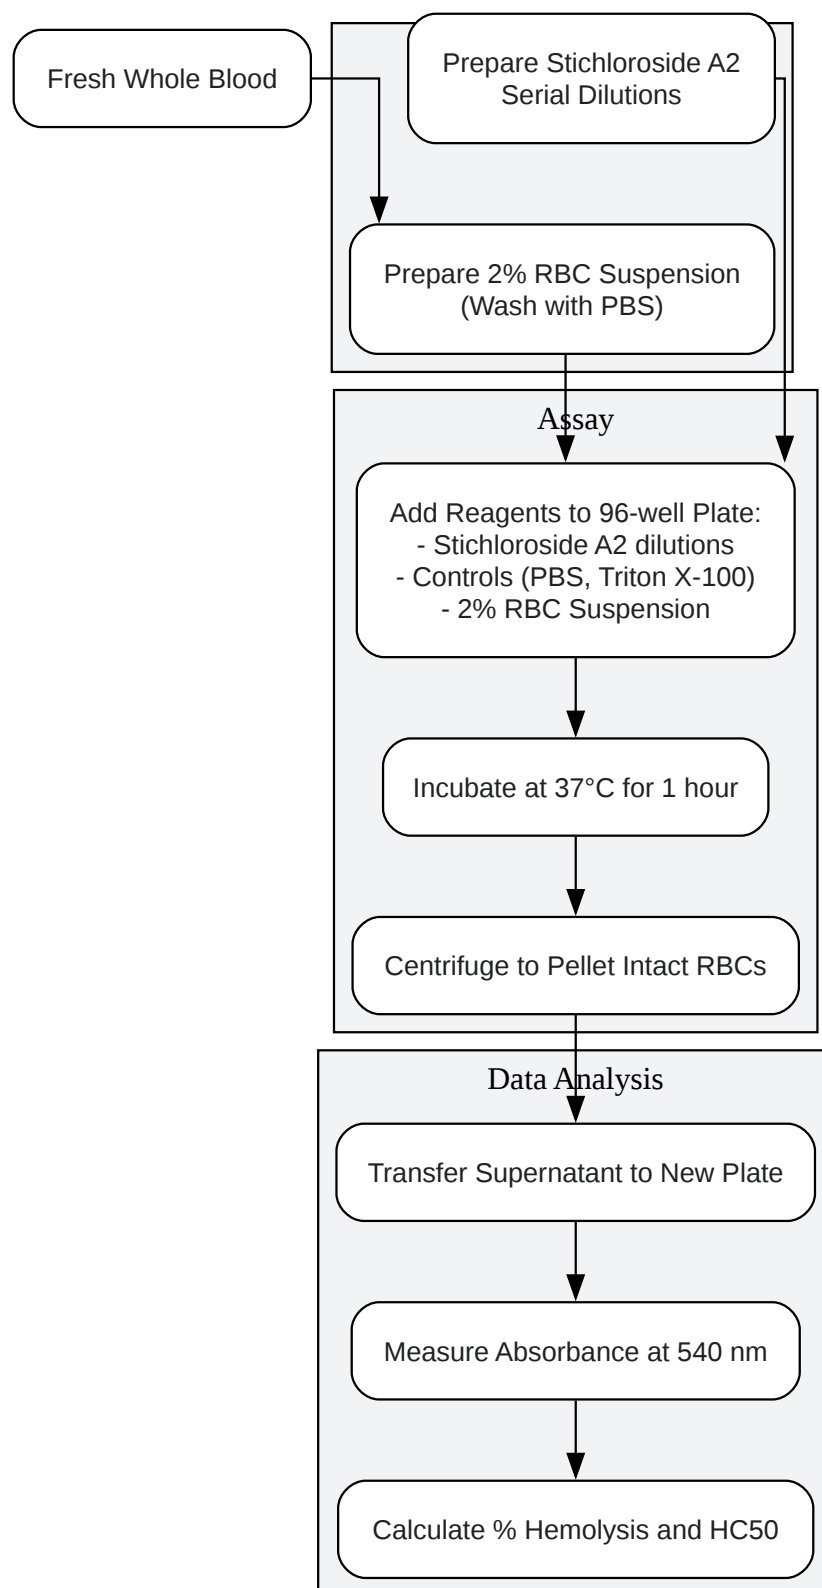 Fresh Whole Blood
Prepare Stichloroside A2
Serial Dilutions
Prepare 2% RBC Suspension
(Wash with PBS)
Assay
Add Reagents to 96-well Plate:
- Stichloroside A2 dilutions
- Controls (PBS, Triton X-100)
- 2% RBC Suspension
Incubate at 37°C for 1 hour
Centrifuge to Pellet Intact RBCs
Data Analysis
Transfer Supernatant to New Plate
Measure Absorbance at 540 nm
Calculate % Hemolysis and HC50